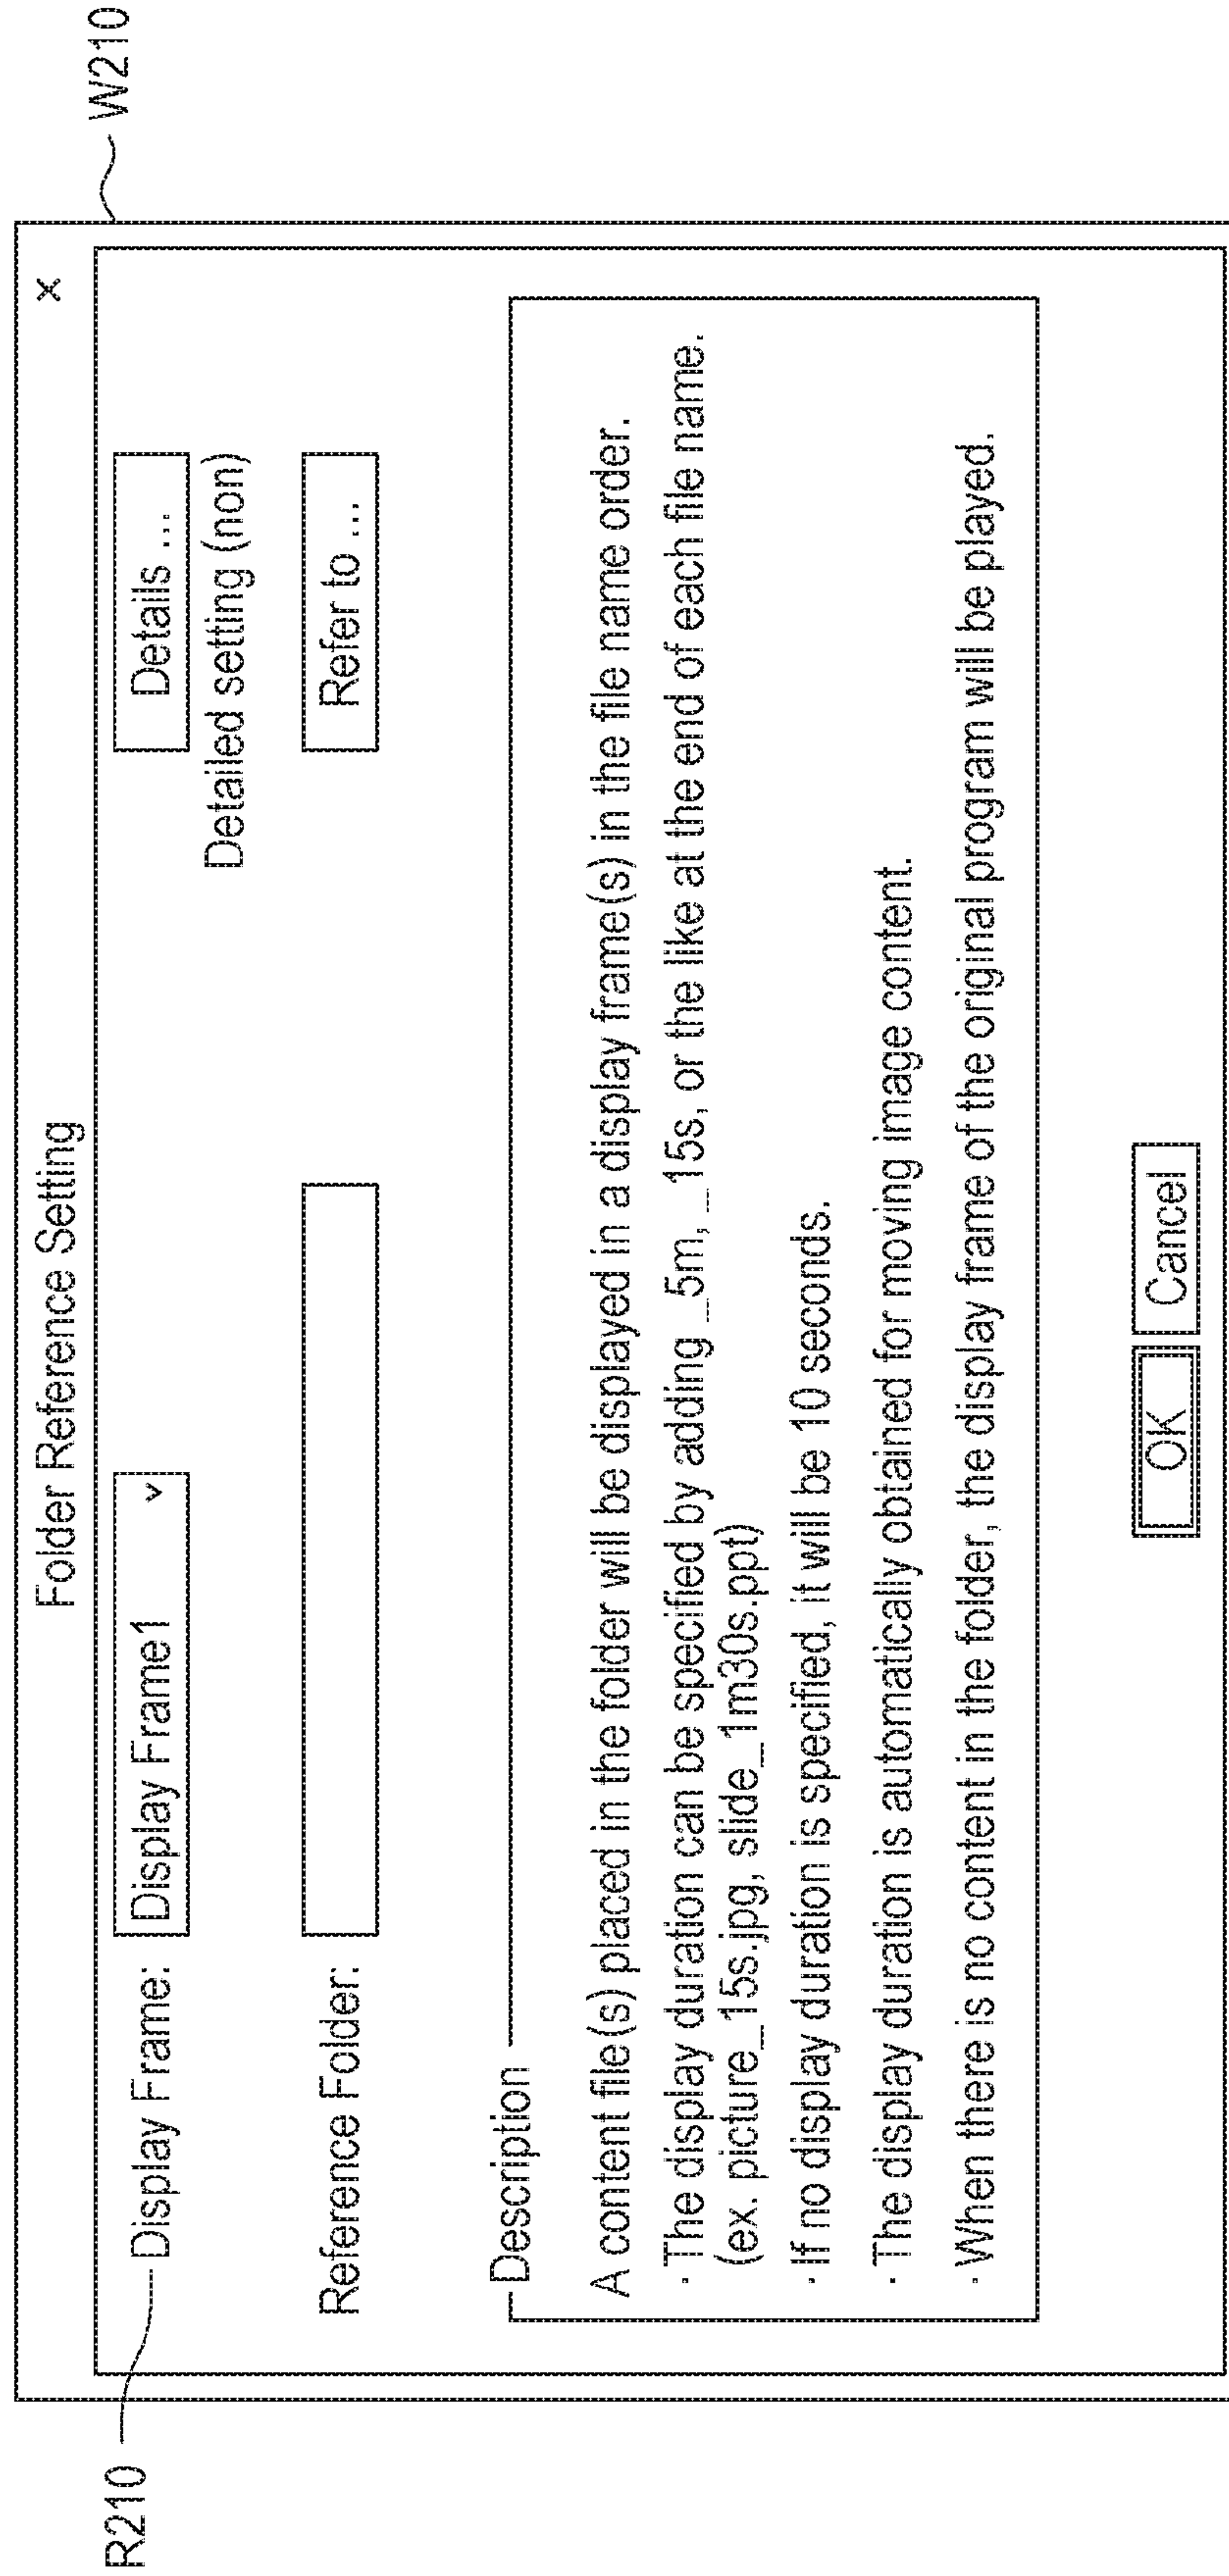 W210
Folder Reference Setting
×
R210
Display Frame:
Display Frame1 ∨
Details ...
Detailed setting (non)
Reference Folder:
Refer to ...
Description
A content file(s) placed in the folder will be displayed in a display frame(s) in the file name order.
· The display duration can be specified by adding _5m, _15s, or the like at the end of each file name.
(ex. picture_15s.jpg, slide_1m30s.ppt)
· If no display duration is specified, it will be 10 seconds.
· The display duration is automatically obtained for moving image content.
· When there is no content in the folder, the display frame of the original program will be played.
OK
Cancel